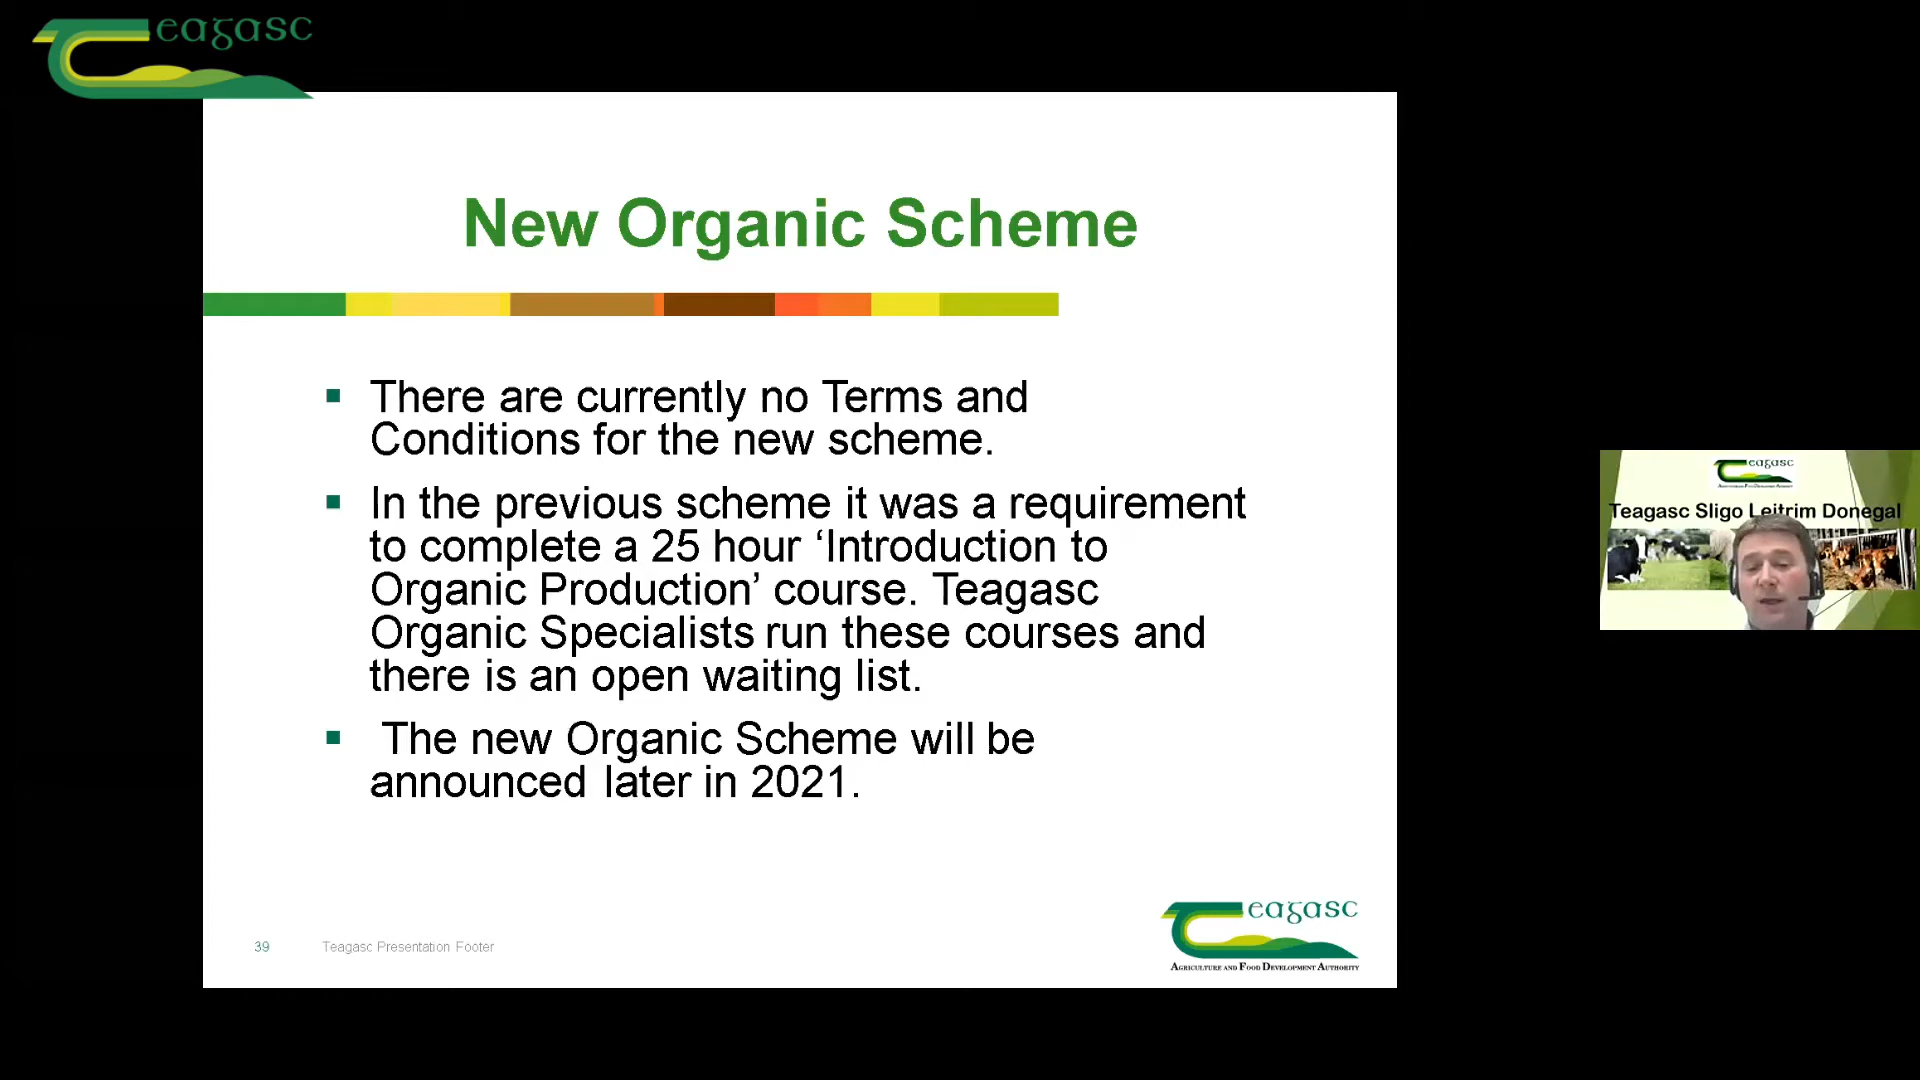 eagasc
New Organic Scheme
There are currently no Terms and
Conditions for the new scheme.
In the previous scheme it was a requirement
to complete a 25 hour ‘Introduction to
Organic Production’ course. Teagasc
Organic Specialists run these courses and
there is an open waiting list.
The new Organic Scheme will be
announced later in 2021.
39 Teagasc Presentation Footer
eagasc
AGRICULTURE AND FOOD DEVELOPMENT AUTHORITY
eagasc
Teagasc Sligo Leitrim Donegal